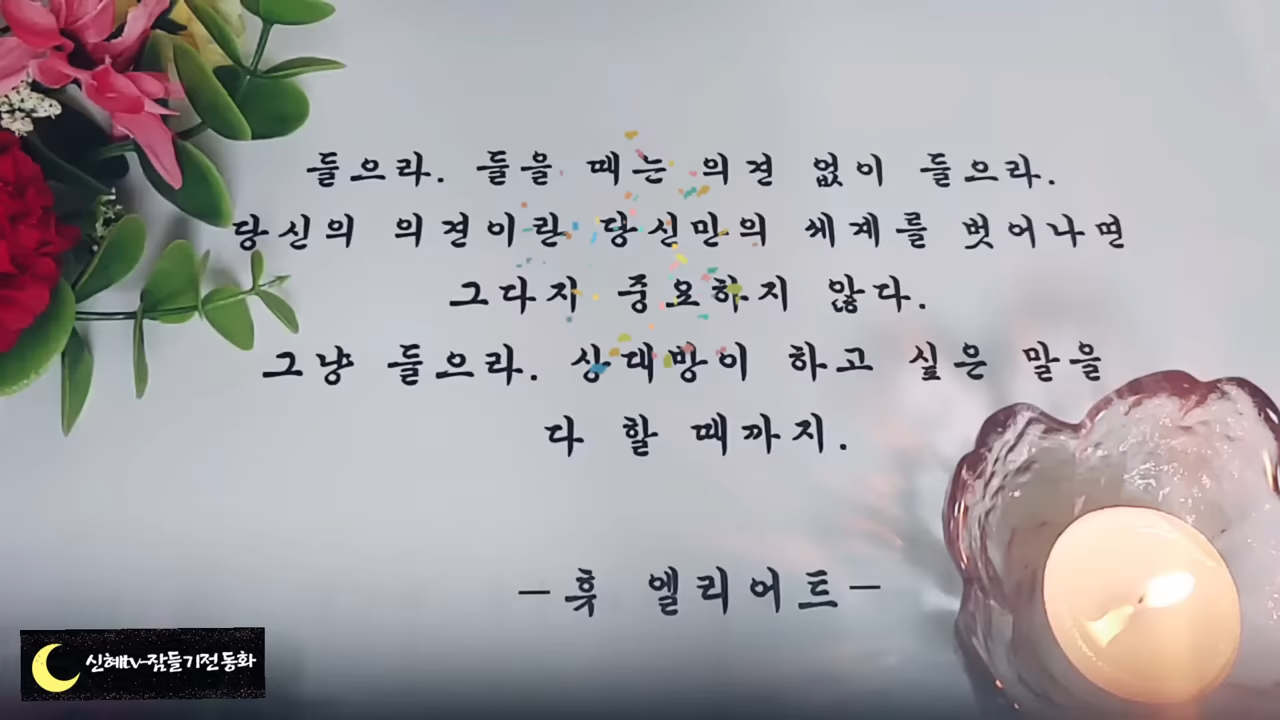 들으라. 들을 때는 의견 없이 들으라.
당신의 의견이란 당신만의 세계를 벗어나면
그다지 중요하지 않다.
그냥 들으라. 상대방이 하고 싶은 말을
다 할 때까지.
-휴 엘리어트-
신혜tv-잠들기전 동화